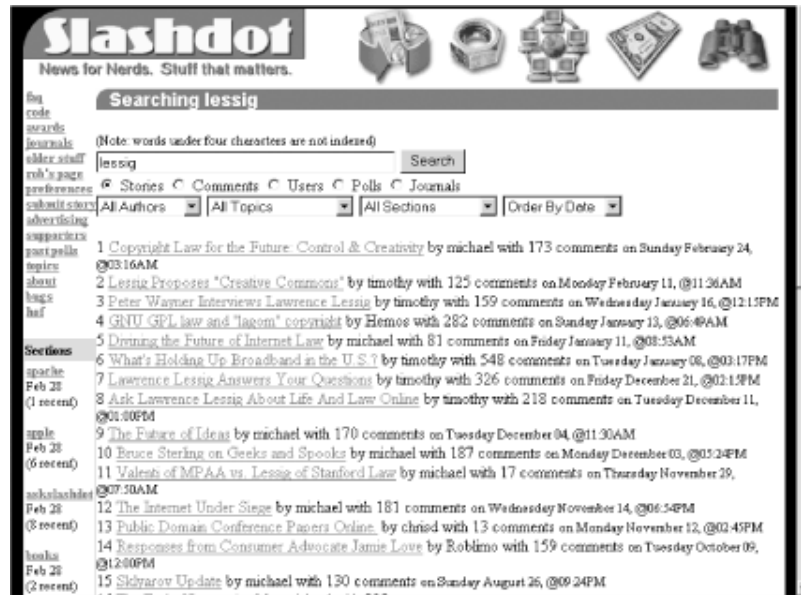 Slashdot
News for Nerds. Stuff that matters.
faq
code
awards
journals
older stuff
rob's page
preferences
submit story
advertising
supporters
past polls
topics
about
bugs
hof
Sections
apache
Feb 28
(1 recent)
apple
Feb 28
(6 recent)
askslashdot
Feb 28
(8 recent)
books
Feb 28
(2 recent)
Searching lessig
(Note: words under four characters are not indexed)
lessig Search
Stories Comments Users Polls Journals
All Authors All Topics All Sections Order By Date
1 Copyright Law for the Future: Control & Creativity by michael with 173 comments on Sunday February 24,
@03:16AM
2 Lessig Proposes "Creative Commons" by timothy with 125 comments on Monday February 11, @11:36AM
3 Peter Wayner Interviews Lawrence Lessig by timothy with 159 comments on Wednesday January 16, @12:15PM
4 GNU GPL law and "lagom" copyright by Hemos with 282 comments on Sunday January 13, @06:49AM
5 Divining the Future of Internet Law by michael with 81 comments on Friday January 11, @08:53AM
6 What's Holding Up Broadband in the U.S.? by timothy with 548 comments on Tuesday January 08, @03:17PM
7 Lawrence Lessig Answers Your Questions by timothy with 326 comments on Friday December 21, @02:15PM
8 Ask Lawrence Lessig About Life And Law Online by timothy with 218 comments on Tuesday December 11,
@01:00PM
9 The Future of Ideas by michael with 170 comments on Tuesday December 04, @11:30AM
10 Bruce Sterling on Geeks and Spooks by michael with 187 comments on Monday December 03, @05:24PM
11 Valenti of MPAA vs. Lessig of Stanford Law by michael with 17 comments on Thursday November 29,
@07:50AM
12 The Internet Under Siege by michael with 181 comments on Wednesday November 14, @06:54PM
13 Public Domain Conference Papers Online. by chrisd with 13 comments on Monday November 12, @02:45PM
14 Responses from Consumer Advocate Jamie Love by Roblimo with 159 comments on Tuesday October 09,
@12:00PM
15 Sklyarov Update by michael with 130 comments on Sunday August 26, @09:24PM